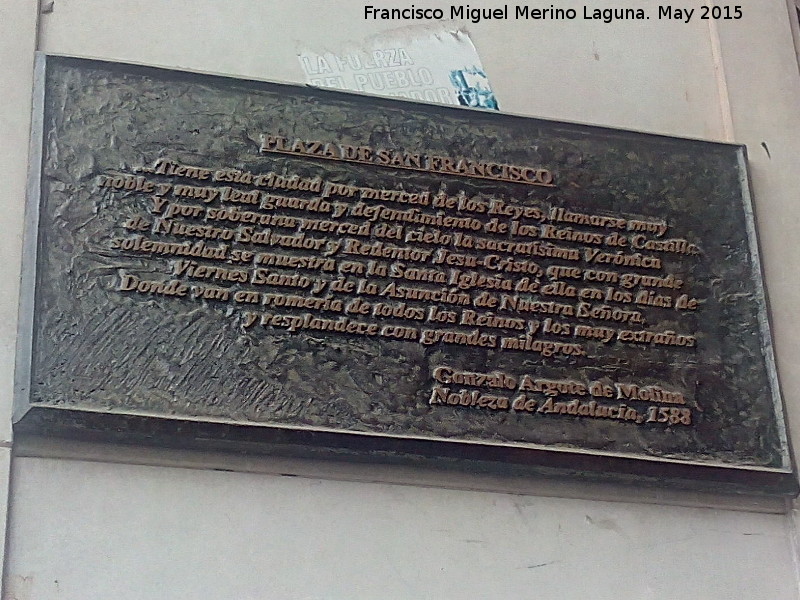 Francisco Miguel Merino Laguna. May 2015
LA FUERZA
DEL PUEBLO
PLAZA DE SAN FRANCISCO
...Tiene esta ciudad por merced de los Reyes, llamarse muy
noble y muy leal guarda y defendimiento de los Reinos de Castilla.
Y por soberana merced del cielo la sacratísima Verónica
de Nuestro Salvador y Redentor Jesu-Cristo, que con grande
solemnidad se muestra en la Santa Iglesia de ella en los días de
Viernes Santo y de la Asunción de Nuestra Señora.
Donde van en romería de todos los Reinos y los muy extraños
y resplandece con grandes milagros.
Gonzalo Argote de Molina
Nobleza de Andalucía, 1588